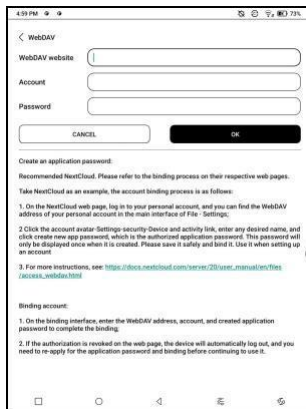 4:59 PM
73%
WebDAV
WebDAV website
Account
Password
CANCEL
OK
Create an application password:
Recommended NextCloud. Please refer to the binding process on their respective web pages.
Take NextCloud as an example, the account binding process is as follows:
1. On the NextCloud web page, log in to your personal account, and you can find the WebDAV
address of your personal account in the main interface of File - Settings;
2 Click the account avatar-Settings-security-Device and activity link, enter any desired name, and
click create new app password, which is the authorized application password. This password will
only be displayed once when it is created. Please save it safely and bind it. Use it when setting up
an account
3. For more instructions, see: https://docs.nextcloud.com/server/20/user_manual/en/files
/access_webdav.html
Binding account:
1. On the binding interface, enter the WebDAV address, account, and created application
password to complete the binding;
2. If the authorization is revoked on the web page, the device will automatically log out, and you
need to re-apply for the application password and binding before continuing to use it.